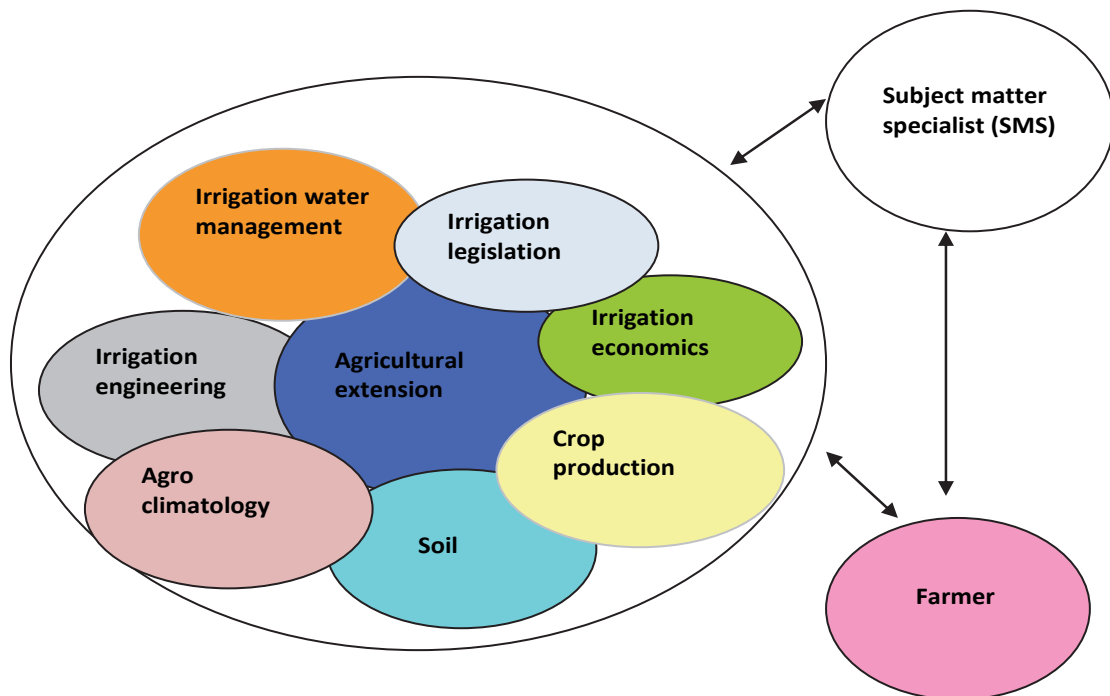 Subject matter
specialist (SMS)
Irrigation water
management
Irrigation
legislation
Irrigation
economics
Irrigation
engineering
Agricultural
extension
Crop
production
Agro
climatology
Soil
Farmer